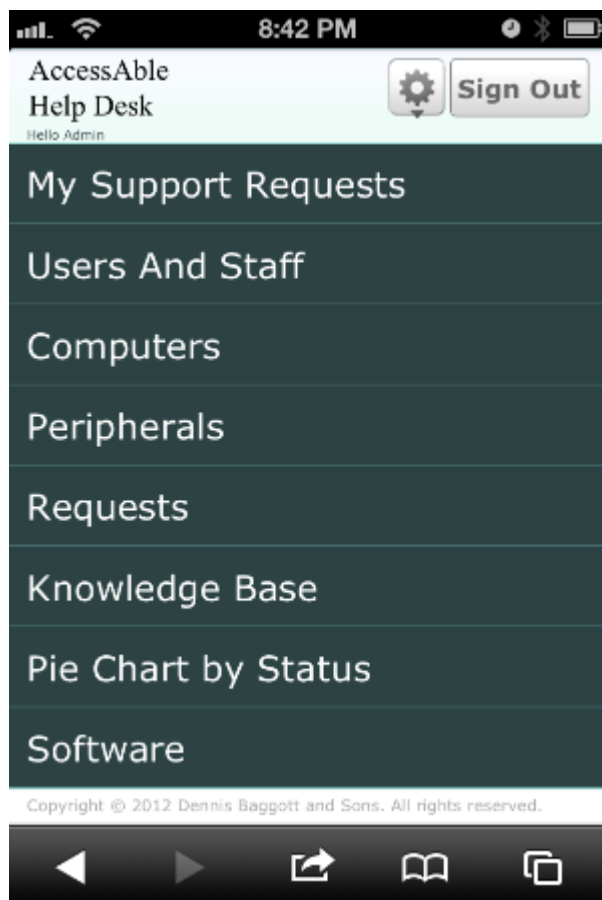 8:42 PM
AccessAble
Help Desk
Hello Admin
Sign Out
My Support Requests
Users And Staff
Computers
Peripherals
Requests
Knowledge Base
Pie Chart by Status
Software
Copyright © 2012 Dennis Baggott and Sons. All rights reserved.